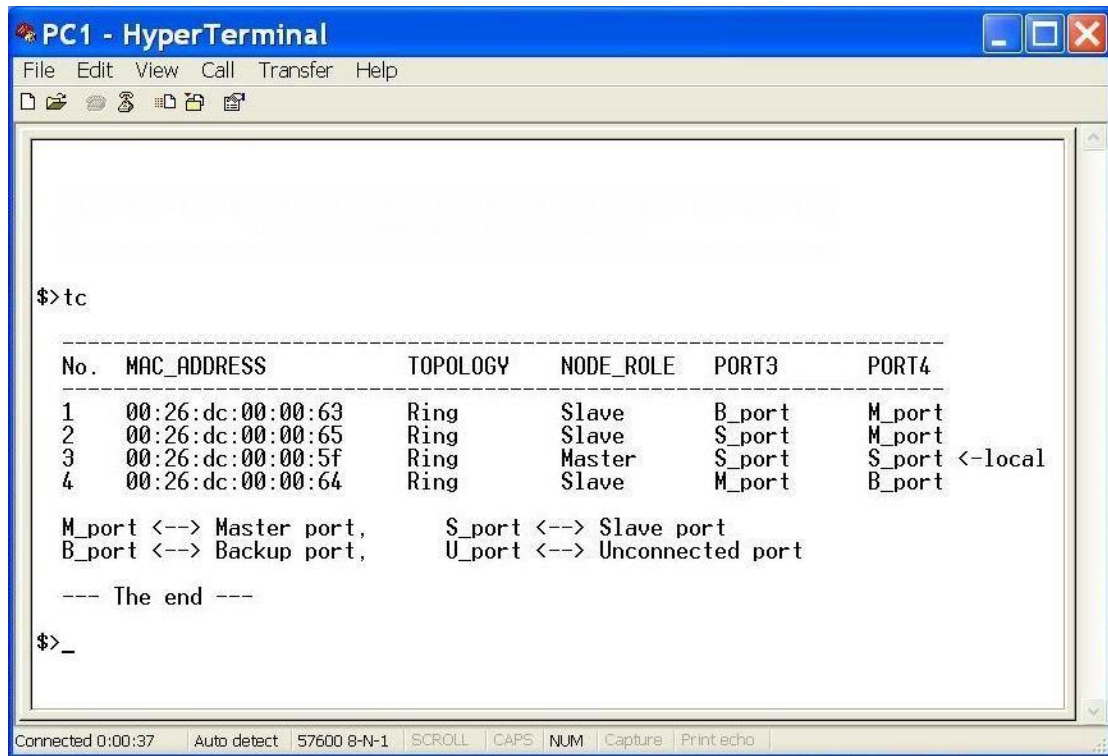 PC1 - HyperTerminal
File Edit View Call Transfer Help
$>tc
No. MAC_ADDRESS TOPOLOGY NODE_ROLE PORT3 PORT4
1 00:26:dc:00:00:63 Ring Slave B_port M_port
2 00:26:dc:00:00:65 Ring Slave S_port M_port
3 00:26:dc:00:00:5f Ring Master S_port S_port <-local
4 00:26:dc:00:00:64 Ring Slave M_port B_port
M_port <--> Master port, S_port <--> Slave port
B_port <--> Backup port, U_port <--> Unconnected port
--- The end ---
$>_
Connected 0:00:37 Auto detect 57600 8-N-1 SCROLL CAPS NUM Capture Print echo